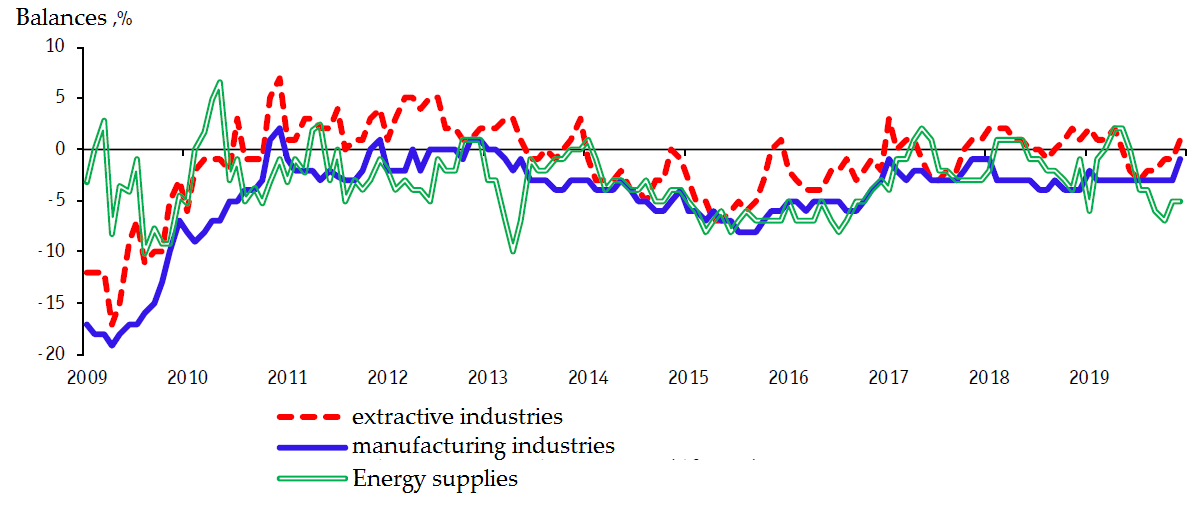 Balances ,%
10
5
0
-5
-10
-15
-20
2009 2010 2011 2012 2013 2014 2015 2016 2017 2018 2019
extractive industries
manufacturing industries
Energy supplies